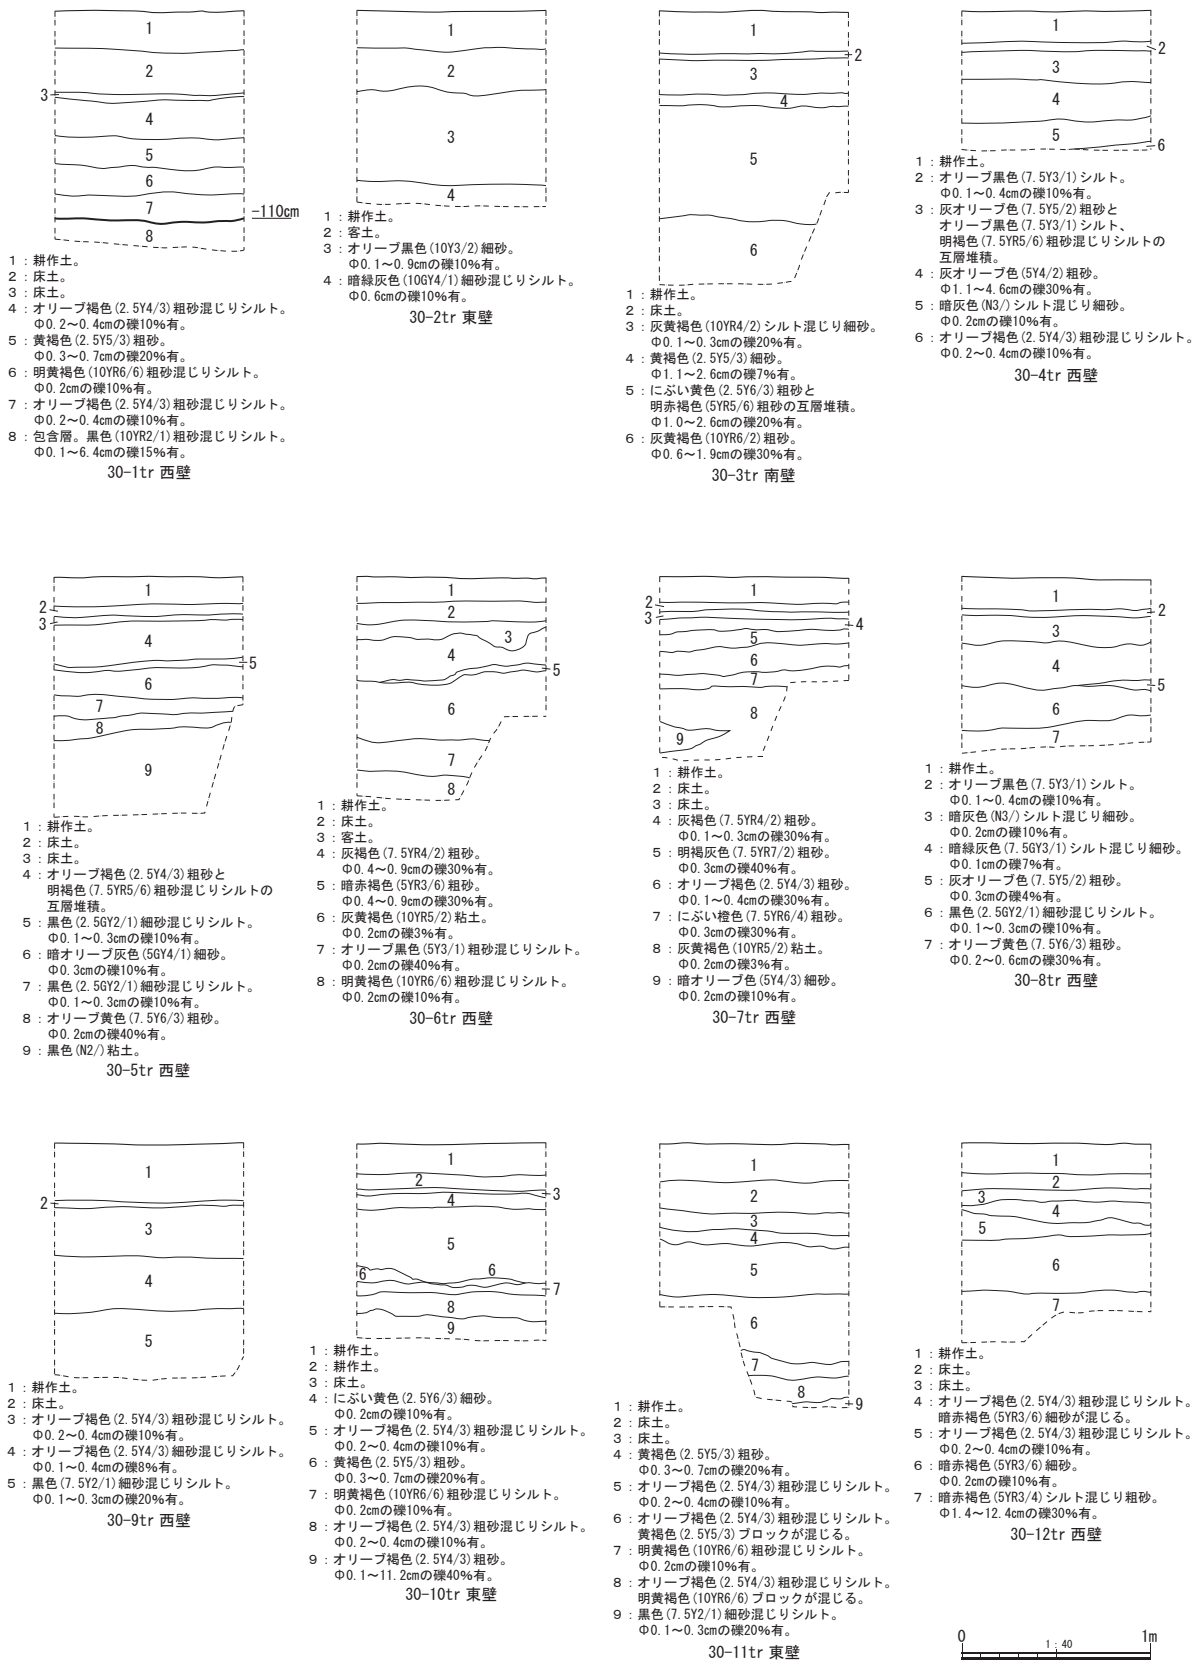 1
2
3
4
5
6
7
8
−110cm
1：耕作土。
2：床土。
3：床土。
4：オリーブ褐色(2.5Y4/3)粗砂混じりシルト。
Φ0.2～0.4cmの礫10%有。
5：黄褐色(2.5Y5/3)粗砂。
Φ0.3～0.7cmの礫20%有。
6：明黄褐色(10YR6/6)粗砂混じりシルト。
Φ0.2cmの礫10%有。
7：オリーブ褐色(2.5Y4/3)粗砂混じりシルト。
Φ0.2～0.4cmの礫10%有。
8：包含層。黒色(10YR2/1)粗砂混じりシルト。
Φ0.1～6.4cmの礫15%有。
30-1tr 西壁
1
2
3
4
1：耕作土。
2：客土。
3：オリーブ黒色(10Y3/2)細砂。
Φ0.1～0.9cmの礫10%有。
4：暗緑灰色(10GY4/1)細砂混じりシルト。
Φ0.6cmの礫10%有。
30-2tr 東壁
1
2
3
4
5
6
1：耕作土。
2：床土。
3：灰黄褐色(10YR4/2)シルト混じり細砂。
Φ0.1～0.3cmの礫20%有。
4：黄褐色(2.5Y5/3)細砂。
Φ1.1～2.6cmの礫7%有。
5：にぶい黄色(2.5Y6/3)粗砂と
明赤褐色(5YR5/6)粗砂の互層堆積。
Φ1.0～2.6cmの礫20%有。
6：灰黄褐色(10YR6/2)粗砂。
Φ0.6～1.9cmの礫30%有。
30-3tr 南壁
1
2
3
4
5
6
1：耕作土。
2：オリーブ黒色(7.5Y3/1)シルト。
Φ0.1～0.4cmの礫10%有。
3：灰オリーブ色(7.5Y5/2)粗砂と
オリーブ黒色(7.5Y3/1)シルト、
明褐色(7.5YR5/6)粗砂混じりシルトの
互層堆積。
4：灰オリーブ色(5Y4/2)粗砂。
Φ1.1～4.6cmの礫30%有。
5：暗灰色(N3/)シルト混じり細砂。
Φ0.2cmの礫10%有。
6：オリーブ褐色(2.5Y4/3)粗砂混じりシルト。
Φ0.2～0.4cmの礫10%有。
30-4tr 西壁
1
2
3
4
5
6
7
8
9
1：耕作土。
2：床土。
3：床土。
4：オリーブ褐色(2.5Y4/3)粗砂と
明褐色(7.5YR5/6)粗砂混じりシルトの
互層堆積。
5：黒色(2.5GY2/1)細砂混じりシルト。
Φ0.1～0.3cmの礫10%有。
6：暗オリーブ灰色(5GY4/1)細砂。
Φ0.3cmの礫10%有。
7：黒色(2.5GY2/1)細砂混じりシルト。
Φ0.1～0.3cmの礫10%有。
8：オリーブ黄色(7.5Y6/3)粗砂。
Φ0.2cmの礫40%有。
9：黒色(N2/)粘土。
30-5tr 西壁
1
2
3
4
5
6
7
8
1：耕作土。
2：床土。
3：客土。
4：灰褐色(7.5YR4/2)粗砂。
Φ0.4～0.9cmの礫30%有。
5：暗赤褐色(5YR3/6)粗砂。
Φ0.4～0.9cmの礫30%有。
6：灰黄褐色(10YR5/2)粘土。
Φ0.2cmの礫3%有。
7：オリーブ黒色(5Y3/1)粗砂混じりシルト。
Φ0.2cmの礫40%有。
8：明黄褐色(10YR6/6)粗砂混じりシルト。
Φ0.2cmの礫10%有。
30-6tr 西壁
1
2
3
4
5
6
7
8
9
1：耕作土。
2：床土。
3：床土。
4：灰褐色(7.5YR4/2)粗砂。
Φ0.1～0.3cmの礫30%有。
5：明褐灰色(7.5YR7/2)粗砂。
Φ0.3cmの礫40%有。
6：オリーブ褐色(2.5Y4/3)粗砂。
Φ0.1～0.3cmの礫30%有。
7：にぶい橙色(7.5YR6/4)粗砂。
Φ0.3cmの礫30%有。
8：灰黄褐色(10YR5/2)粘土。
Φ0.2cmの礫3%有。
9：暗オリーブ色(5Y4/3)細砂。
Φ0.2cmの礫10%有。
30-7tr 西壁
1
2
3
4
5
6
7
1：耕作土。
2：オリーブ黒色(7.5Y3/1)シルト。
Φ0.1～0.4cmの礫10%有。
3：暗灰色(N3/)シルト混じり細砂。
Φ0.2cmの礫10%有。
4：暗緑灰色(7.5GY3/1)シルト混じり細砂。
Φ0.1cmの礫7%有。
5：灰オリーブ色(7.5Y5/2)粗砂。
Φ0.3cmの礫4%有。
6：黒色(2.5GY2/1)細砂混じりシルト。
Φ0.1～0.3cmの礫10%有。
7：オリーブ黄色(7.5Y6/3)粗砂。
Φ0.2～0.6cmの礫30%有。
30-8tr 西壁
1
2
3
4
5
1：耕作土。
2：床土。
3：オリーブ褐色(2.5Y4/3)粗砂混じりシルト。
Φ0.2～0.4cmの礫10%有。
4：オリーブ褐色(2.5Y4/3)細砂混じりシルト。
Φ0.1～0.4cmの礫8%有。
5：黒色(7.5Y2/1)細砂混じりシルト。
Φ0.1～0.3cmの礫20%有。
30-9tr 西壁
1
2
3
4
5
6
6
7
8
9
1：耕作土。
2：耕作土。
3：床土。
4：にぶい黄色(2.5Y6/3)細砂。
Φ0.2cmの礫10%有。
5：オリーブ褐色(2.5Y4/3)粗砂混じりシルト。
Φ0.2～0.4cmの礫10%有。
6：黄褐色(2.5Y5/3)粗砂。
Φ0.3～0.7cmの礫20%有。
7：明黄褐色(10YR6/6)粗砂混じりシルト。
Φ0.2cmの礫10%有。
8：オリーブ褐色(2.5Y4/3)粗砂混じりシルト。
Φ0.2～0.4cmの礫10%有。
9：オリーブ褐色(2.5Y4/3)粗砂。
Φ0.1～11.2cmの礫40%有。
30-10tr 東壁
1
2
3
4
5
6
7
8
9
1：耕作土。
2：床土。
3：床土。
4：黄褐色(2.5Y5/3)粗砂。
Φ0.3～0.7cmの礫20%有。
5：オリーブ褐色(2.5Y4/3)粗砂混じりシルト。
Φ0.2～0.4cmの礫10%有。
6：オリーブ褐色(2.5Y4/3)粗砂混じりシルト。
黄褐色(2.5Y5/3)ブロックが混じる。
7：明黄褐色(10YR6/6)粗砂混じりシルト。
Φ0.2cmの礫10%有。
8：オリーブ褐色(2.5Y4/3)粗砂混じりシルト。
明黄褐色(10YR6/6)ブロックが混じる。
9：黒色(7.5Y2/1)細砂混じりシルト。
Φ0.1～0.3cmの礫20%有。
30-11tr 東壁
1
2
3
4
5
6
7
1：耕作土。
2：床土。
3：床土。
4：オリーブ褐色(2.5Y4/3)粗砂混じりシルト。
暗赤褐色(5YR3/6)細砂が混じる。
5：オリーブ褐色(2.5Y4/3)粗砂混じりシルト。
Φ0.2～0.4cmの礫10%有。
6：暗赤褐色(5YR3/6)細砂。
Φ0.2cmの礫10%有。
7：暗赤褐色(5YR3/4)シルト混じり粗砂。
Φ1.4～12.4cmの礫30%有。
30-12tr 西壁
0
1：40
1m